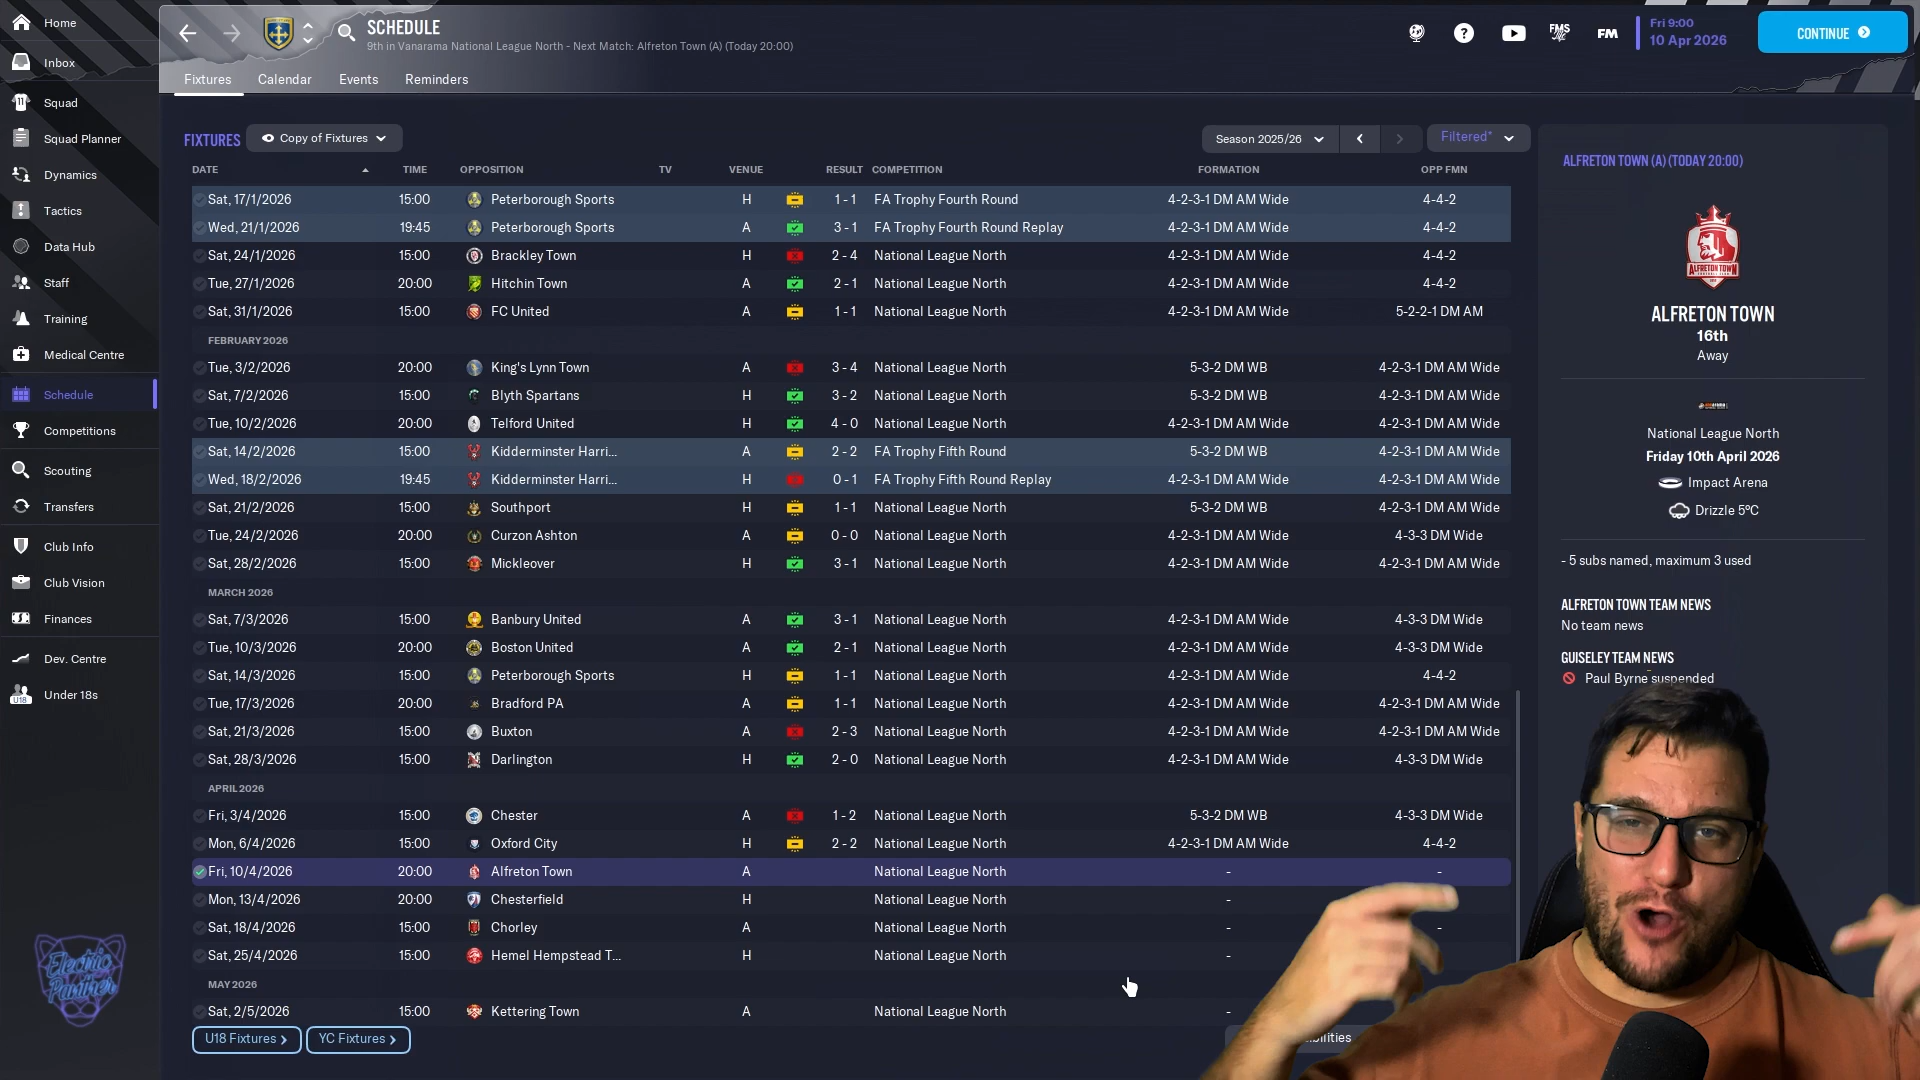 Home
Inbox
Squad
Squad Planner
Dynamics
Tactics
Data Hub
Staff
Training
Medical Centre
Schedule
Competitions
Scouting
Transfers
Club Info
Club Vision
Finances
Dev. Centre
U18 Under 18s
Electric Panther
SCHEDULE
9th in Vanarama National League North - Next Match: Alfreton Town (A) (Today 20:00)
FMS FM Fri 9:00
10 Apr 2026
CONTINUE
Fixtures Calendar Events Reminders
FIXTURES Copy of Fixtures Season 2025/26 Filtered*
DATE TIME OPPOSITION TV VENUE RESULT COMPETITION FORMATION OPP FMN
Sat, 17/1/2026 15:00 Peterborough Sports H 1 - 1 FA Trophy Fourth Round 4-2-3-1 DM AM Wide 4-4-2
Wed, 21/1/2026 19:45 Peterborough Sports A 3 - 1 FA Trophy Fourth Round Replay 4-2-3-1 DM AM Wide 4-4-2
Sat, 24/1/2026 15:00 Brackley Town H 2 - 4 National League North 4-2-3-1 DM AM Wide 4-4-2
Tue, 27/1/2026 20:00 Hitchin Town A 2 - 1 National League North 4-2-3-1 DM AM Wide 4-4-2
Sat, 31/1/2026 15:00 FC United A 1 - 1 National League North 4-2-3-1 DM AM Wide 5-2-2-1 DM AM
FEBRUARY 2026
Tue, 3/2/2026 20:00 King's Lynn Town A 3 - 4 National League North 5-3-2 DM WB 4-2-3-1 DM AM Wide
Sat, 7/2/2026 15:00 Blyth Spartans H 3 - 2 National League North 5-3-2 DM WB 4-2-3-1 DM AM Wide
Tue, 10/2/2026 20:00 Telford United H 4 - 0 National League North 4-2-3-1 DM AM Wide 4-2-3-1 DM AM Wide
Sat, 14/2/2026 15:00 Kidderminster Harri... A 2 - 2 FA Trophy Fifth Round 5-3-2 DM WB 4-2-3-1 DM AM Wide
Wed, 18/2/2026 19:45 Kidderminster Harri... H 0 - 1 FA Trophy Fifth Round Replay 4-2-3-1 DM AM Wide 4-2-3-1 DM AM Wide
Sat, 21/2/2026 15:00 Southport H 1 - 1 National League North 5-3-2 DM WB 4-2-3-1 DM AM Wide
Tue, 24/2/2026 20:00 Curzon Ashton A 0 - 0 National League North 4-2-3-1 DM AM Wide 4-3-3 DM Wide
Sat, 28/2/2026 15:00 Mickleover H 3 - 1 National League North 4-2-3-1 DM AM Wide 4-2-3-1 DM AM Wide
MARCH 2026
Sat, 7/3/2026 15:00 Banbury United A 3 - 1 National League North 4-2-3-1 DM AM Wide 4-3-3 DM Wide
Tue, 10/3/2026 20:00 Boston United A 2 - 1 National League North 4-2-3-1 DM AM Wide 4-3-3 DM Wide
Sat, 14/3/2026 15:00 Peterborough Sports H 1 - 1 National League North 4-2-3-1 DM AM Wide 4-4-2
Tue, 17/3/2026 20:00 Bradford PA A 1 - 1 National League North 4-2-3-1 DM AM Wide 4-2-3-1 DM AM Wide
Sat, 21/3/2026 15:00 Buxton A 2 - 3 National League North 4-2-3-1 DM AM Wide 4-2-3-1 DM AM Wide
Sat, 28/3/2026 15:00 Darlington H 2 - 0 National League North 4-2-3-1 DM AM Wide 4-3-3 DM Wide
APRIL 2026
Fri, 3/4/2026 15:00 Chester A 1 - 2 National League North 5-3-2 DM WB 4-3-3 DM Wide
Mon, 6/4/2026 15:00 Oxford City H 2 - 2 National League North 4-2-3-1 DM AM Wide 4-4-2
Fri, 10/4/2026 20:00 Alfreton Town A National League North - -
Mon, 13/4/2026 20:00 Chesterfield H National League North -
Sat, 18/4/2026 15:00 Chorley A National League North - -
Sat, 25/4/2026 15:00 Hemel Hempstead T... H National League North -
MAY 2026
Sat, 2/5/2026 15:00 Kettering Town A National League North -
U18 Fixtures YC Fixtures
ALFRETON TOWN (A) (TODAY 20:00)
ALFRETON TOWN
ALFRETON TOWN
16th
Away
National League North
Friday 10th April 2026
Impact Arena
Drizzle 5ºC
- 5 subs named, maximum 3 used
ALFRETON TOWN TEAM NEWS
No team news
GUISELEY TEAM NEWS
Paul Byrne suspended